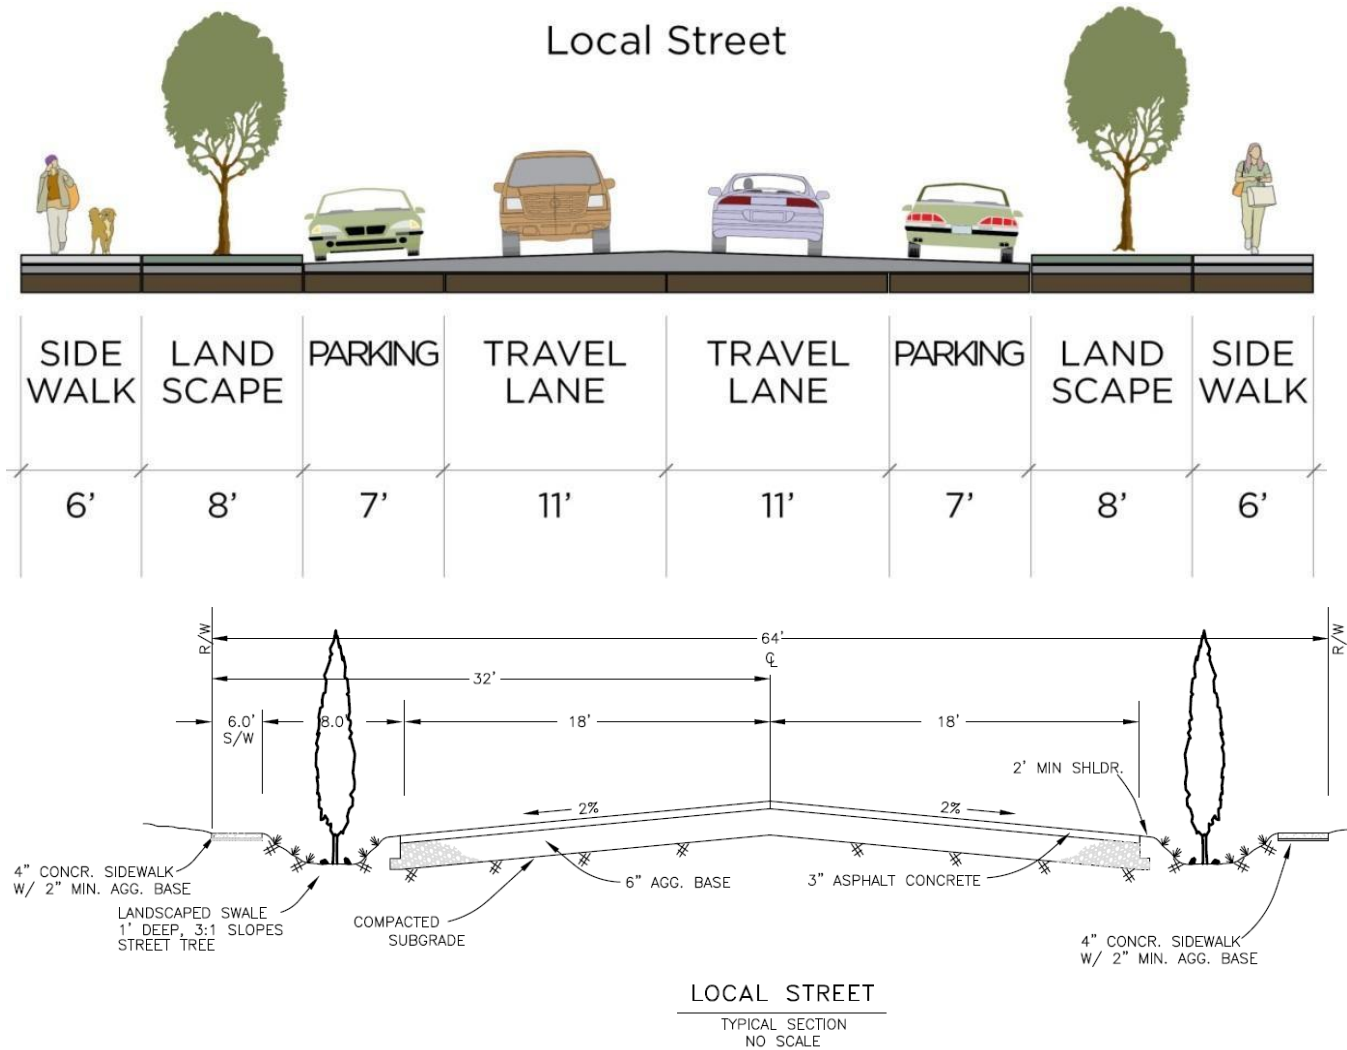 Local Street
SIDE WALK
LAND SCAPE
PARKING
TRAVEL LANE
TRAVEL LANE
PARKING
LAND SCAPE
SIDE WALK
6’ 8’ 7’ 11’ 11’ 7’ 8’ 6’
R/W
64'
R/W
℄
32'
6.0'
S/W
8.0'
18'
18'
2' MIN SHLDR.
2%
2%
4" CONCR. SIDEWALK
W/ 2" MIN. AGG. BASE
LANDSCAPED SWALE
1' DEEP, 3:1 SLOPES
STREET TREE
COMPACTED
SUBGRADE
6" AGG. BASE
3" ASPHALT CONCRETE
4" CONCR. SIDEWALK
W/ 2" MIN. AGG. BASE
LOCAL STREET
TYPICAL SECTION
NO SCALE